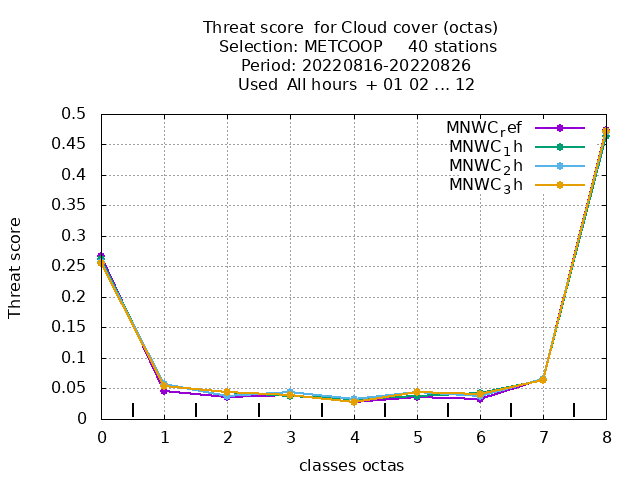 Threat score  for Cloud cover (octas)
Selection: METCOOP     40 stations
Period: 20220816-20220826
Used  All hours  + 01 02 ... 12
0.5
0.45
0.4
0.35
0.3
0.25
0.2
0.15
0.1
0.05
0
Threat score
MNWC_ref
MNWC_1h
MNWC_2h
MNWC_3h
0 1 2 3 4 5 6 7 8
classes octas